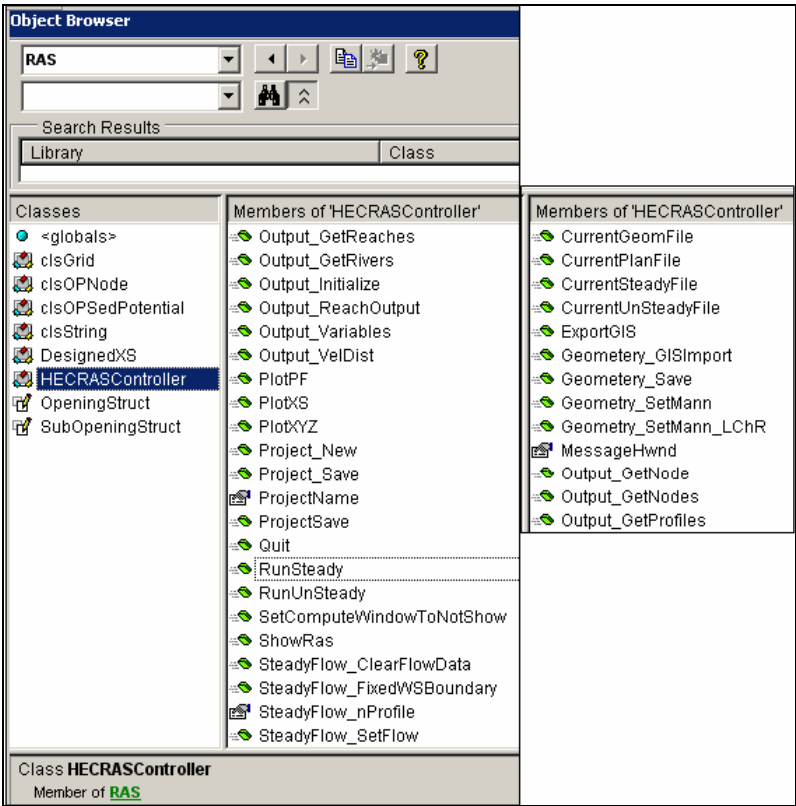 Object Browser
RAS
Search Results
Library Class
Classes
<globals>
clsGrid
clsOPNode
clsOPSedPotential
clsString
DesignedXS
HECRASController
OpeningStruct
SubOpeningStruct
Members of 'HECRASController'
Output_GetReaches
Output_GetRivers
Output_Initialize
Output_ReachOutput
Output_Variables
Output_VelDist
PlotPF
PlotXS
PlotXYZ
Project_New
Project_Save
ProjectName
ProjectSave
Quit
RunSteady
RunUnSteady
SetComputeWindowToNotShow
ShowRas
SteadyFlow_ClearFlowData
SteadyFlow_FixedWSBoundary
SteadyFlow_nProfile
SteadyFlow_SetFlow
Members of 'HECRASController'
CurrentGeomFile
CurrentPlanFile
CurrentSteadyFile
CurrentUnSteadyFile
ExportGIS
Geometery_GISImport
Geometery_Save
Geometry_SetMann
Geometry_SetMann_LChR
MessageHwnd
Output_GetNode
Output_GetNodes
Output_GetProfiles
Class HECRASController
Member of RAS